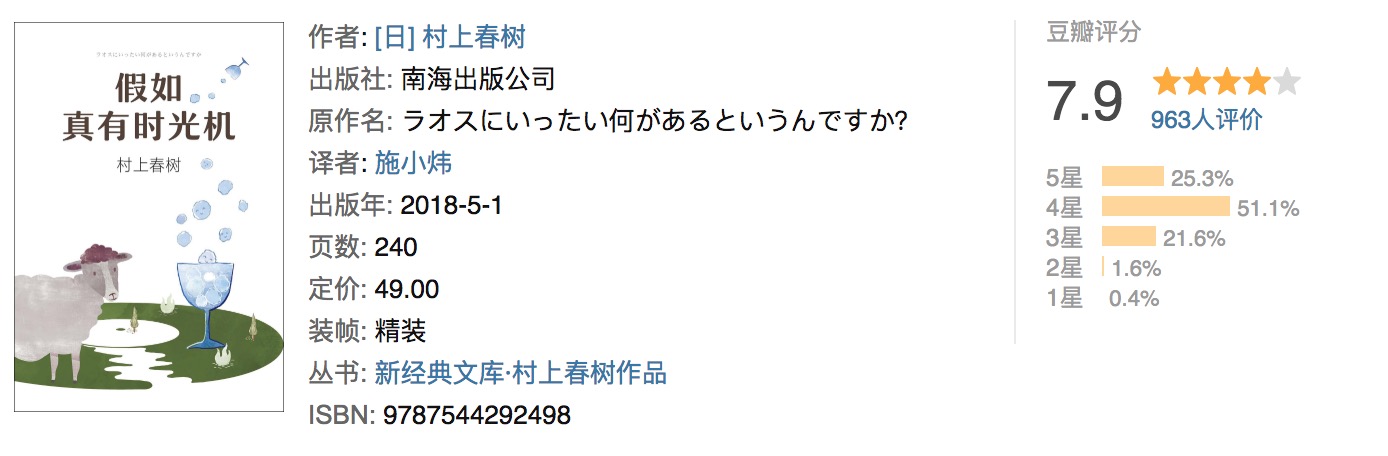 ラオスにいったい何があるというんですか
假如
真有时光机
村上春树
作者: [日] 村上春树
出版社: 南海出版公司
原作名: ラオスにいったい何があるというんですか?
译者: 施小炜
出版年: 2018-5-1
页数: 240
定价: 49.00
装帧: 精装
丛书: 新经典文库·村上春树作品
ISBN: 9787544292498
豆瓣评分
7.9
963人评价
5星 25.3%
4星 51.1%
3星 21.6%
2星 1.6%
1星 0.4%